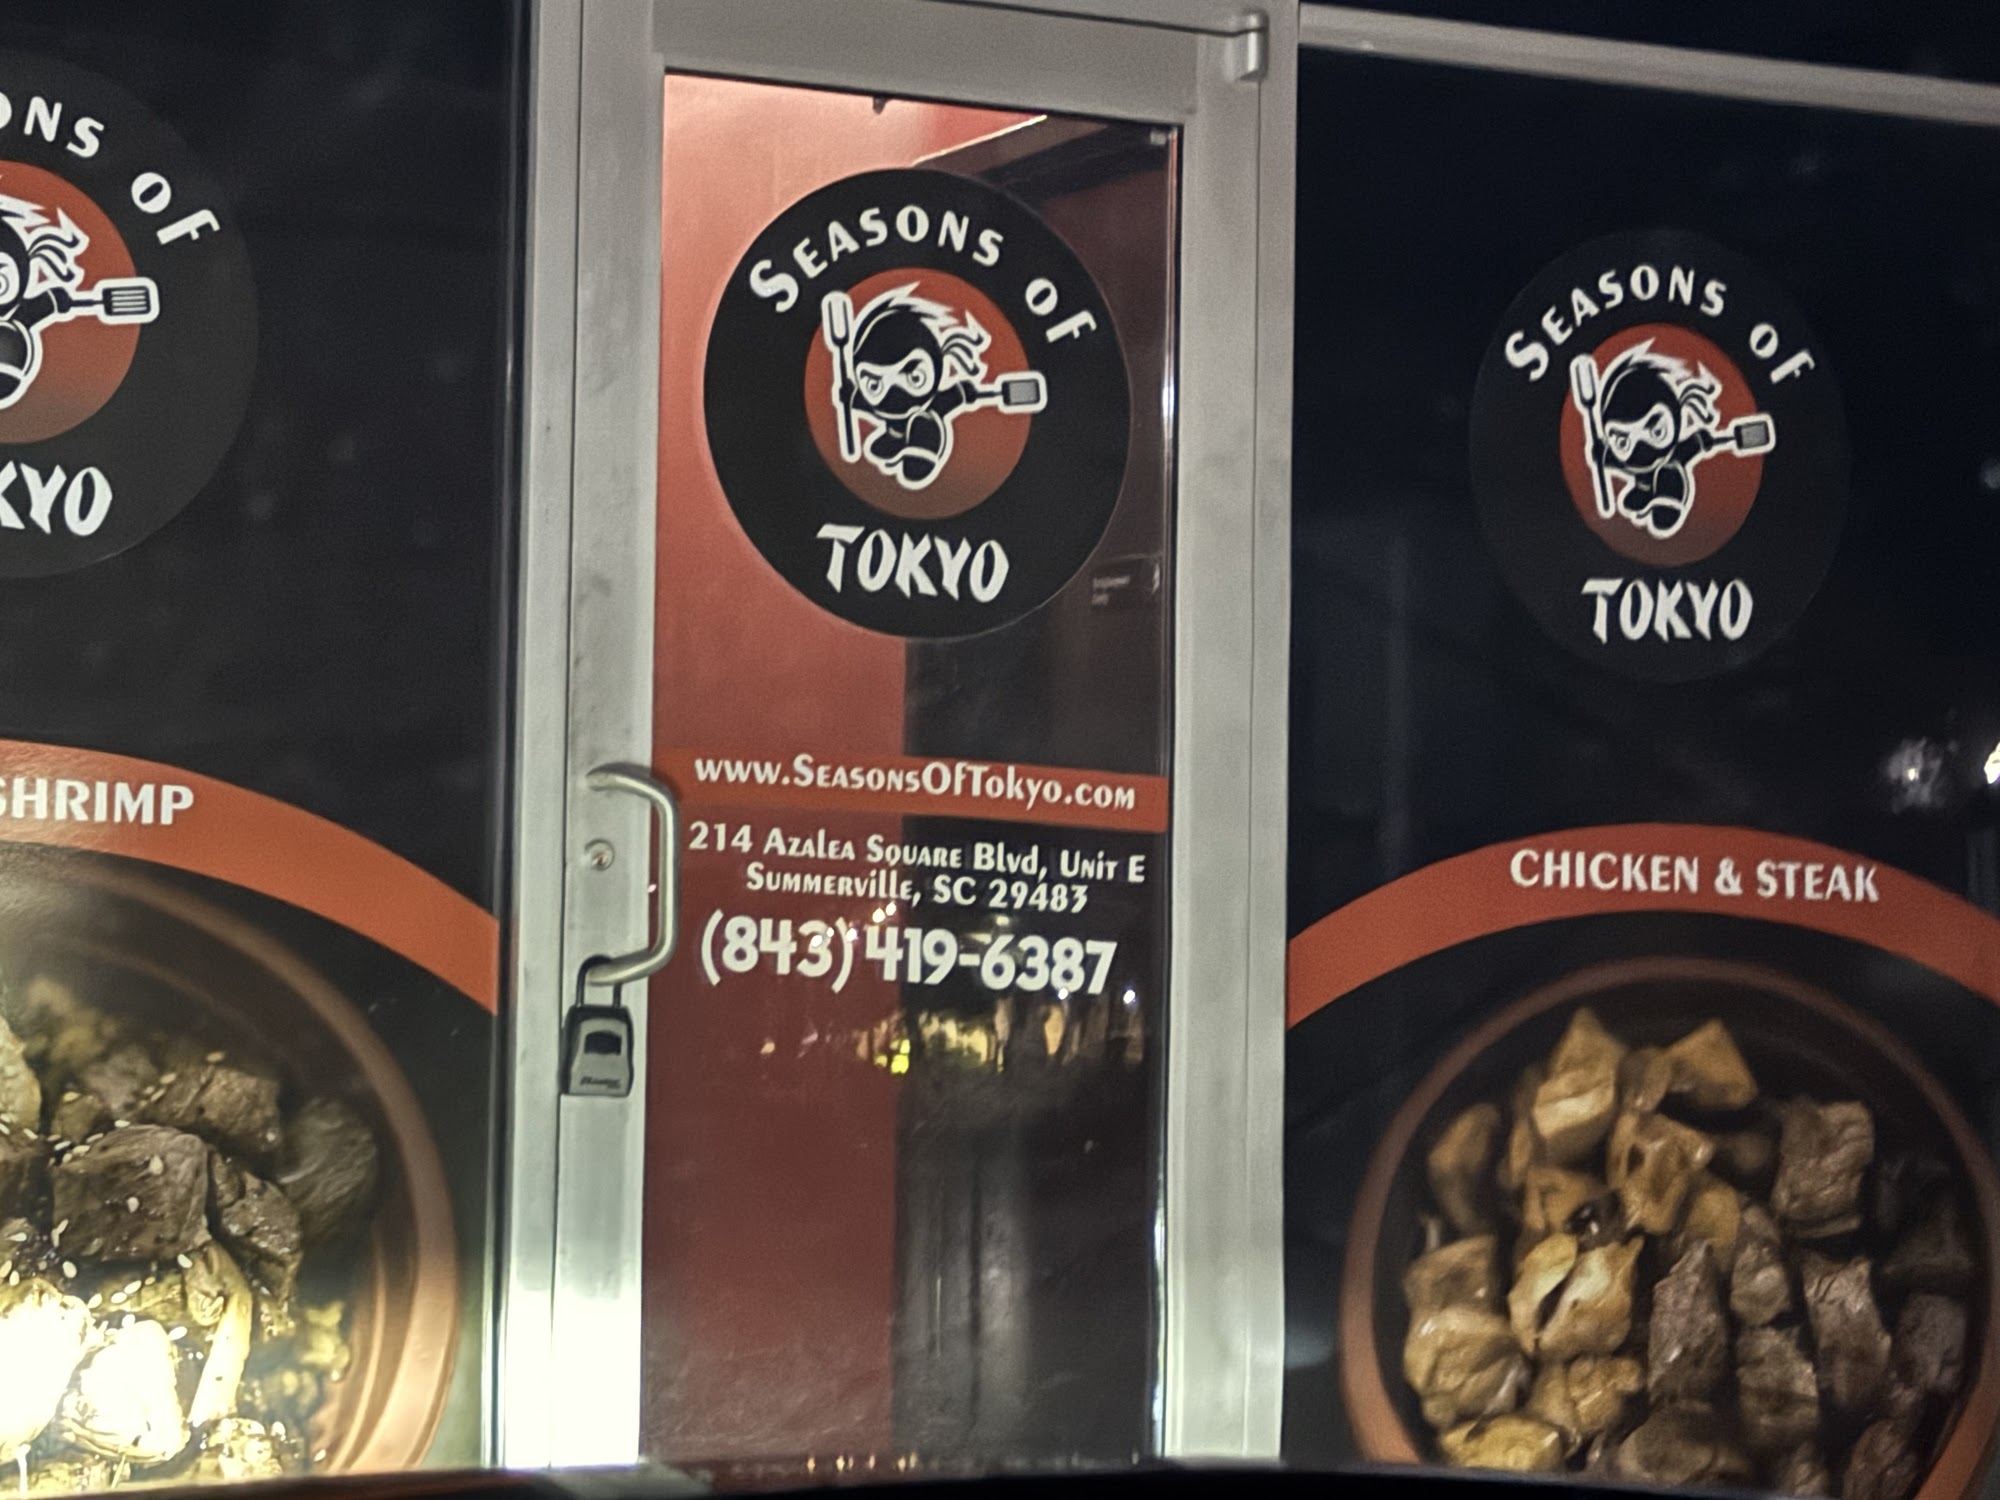 ONS OF
KYO
SHRIMP
SEASONS OF
TOKYO
www.SeasonsOfTokyo.com
214 Azalea Square Blvd, Unit E
Summerville, SC 29483
(843) 419-6387
SEASONS OF
TOKYO
CHICKEN & STEAK